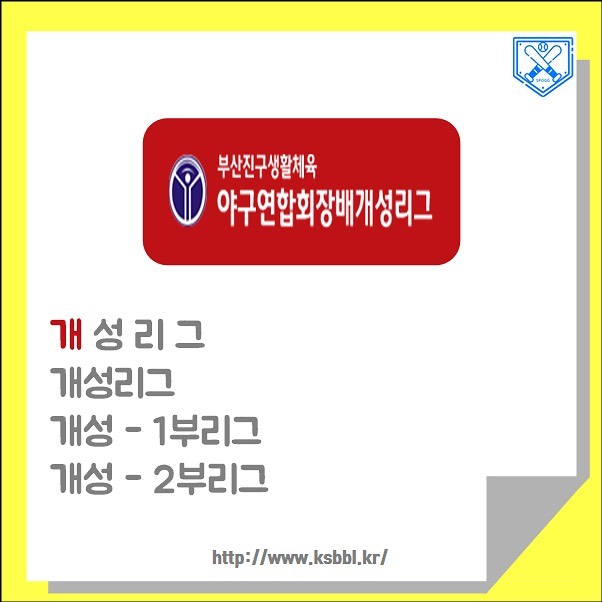 SPOGG
부산진구생활체육
야구연합회장배개성리그
개 성 리 그
개성리그
개성 - 1부리그
개성 - 2부리그
http://www.ksbbl.kr/